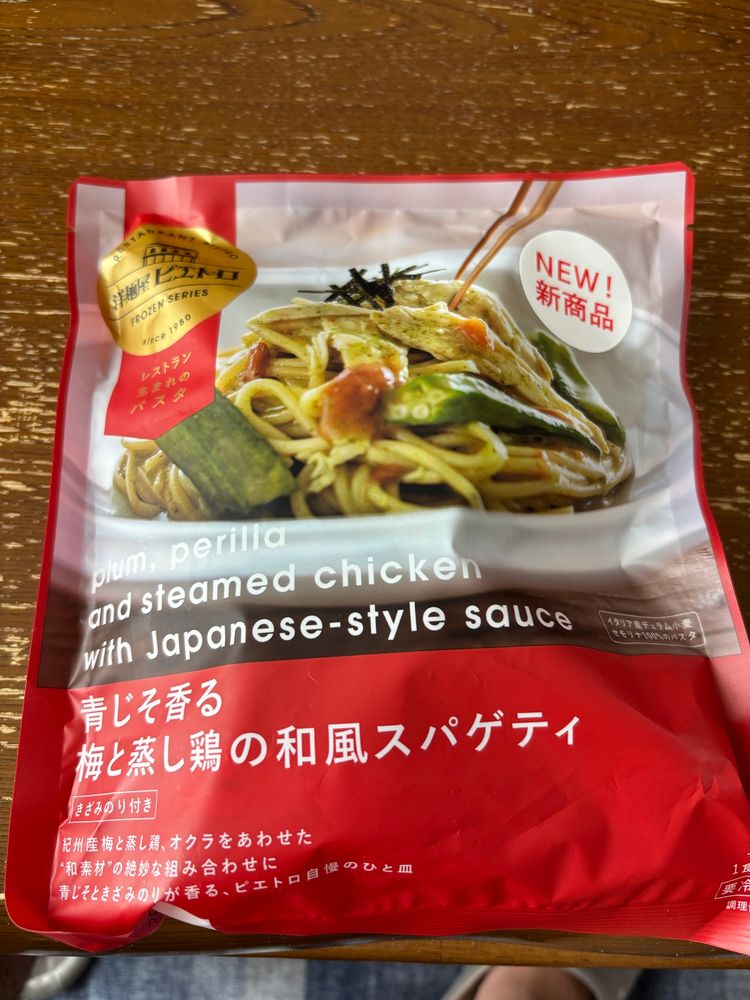 RESTAURANT
洋麺屋 ピエトロ
FROZEN SERIES
since 1980
レストラン
生まれの
パスタ
NEW!
新商品
plum, perilla
and steamed chicken
with Japanese-style sauce
イタリア産デュラム小麦
セモリナ100%のパスタ
青じそ香る
梅と蒸し鶏の和風スパゲティ
きざみのり付き
紀州産梅と蒸し鶏、オクラをあわせた
“和素材”の絶妙な組み合わせに
青じそときざみのりが香る、ピエトロ自慢のひと皿
1食
要冷
調理